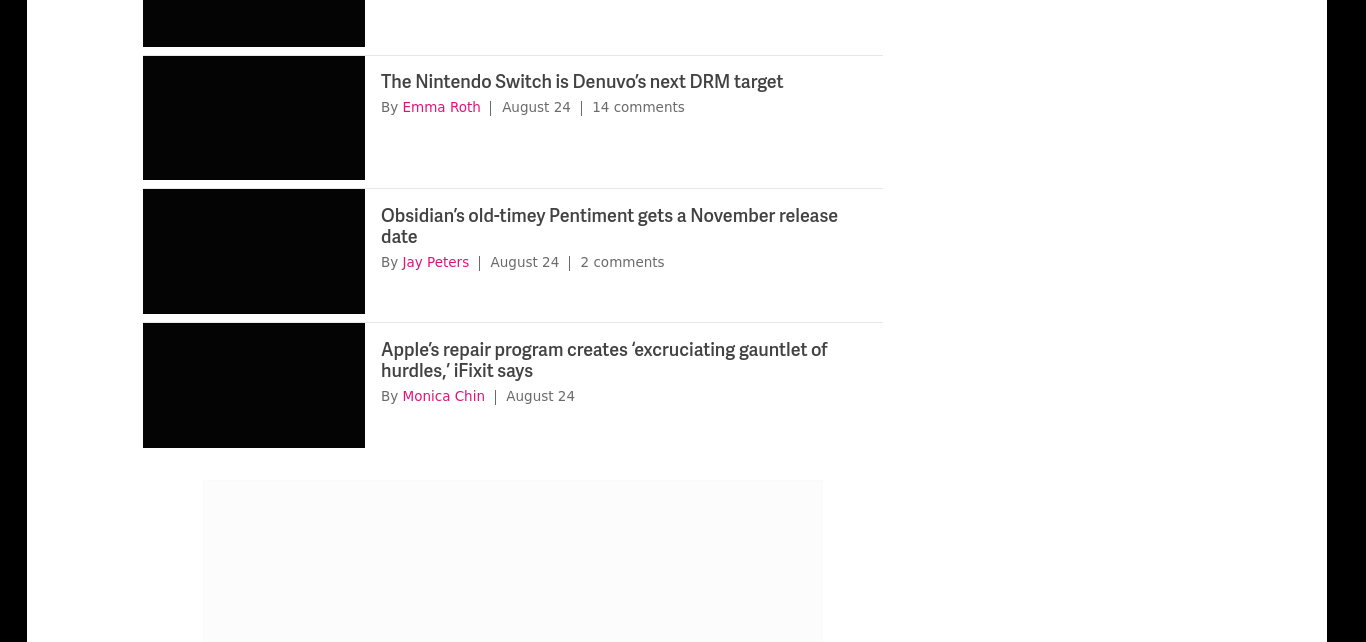 The Nintendo Switch is Denuvo’s next DRM target
By Emma Roth | August 24 | 14 comments
Obsidian’s old-timey Pentiment gets a November release
date
By Jay Peters | August 24 | 2 comments
Apple’s repair program creates ‘excruciating gauntlet of
hurdles,’ iFixit says
By Monica Chin | August 24